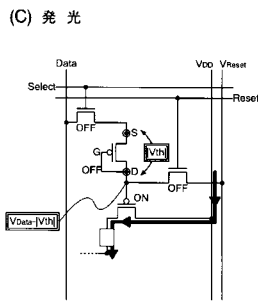 (C) 発 光
Data VDD VReset
Select
Reset
OFF
S
G |Vth|
OFF D
OFF
ON
VData-|Vth|